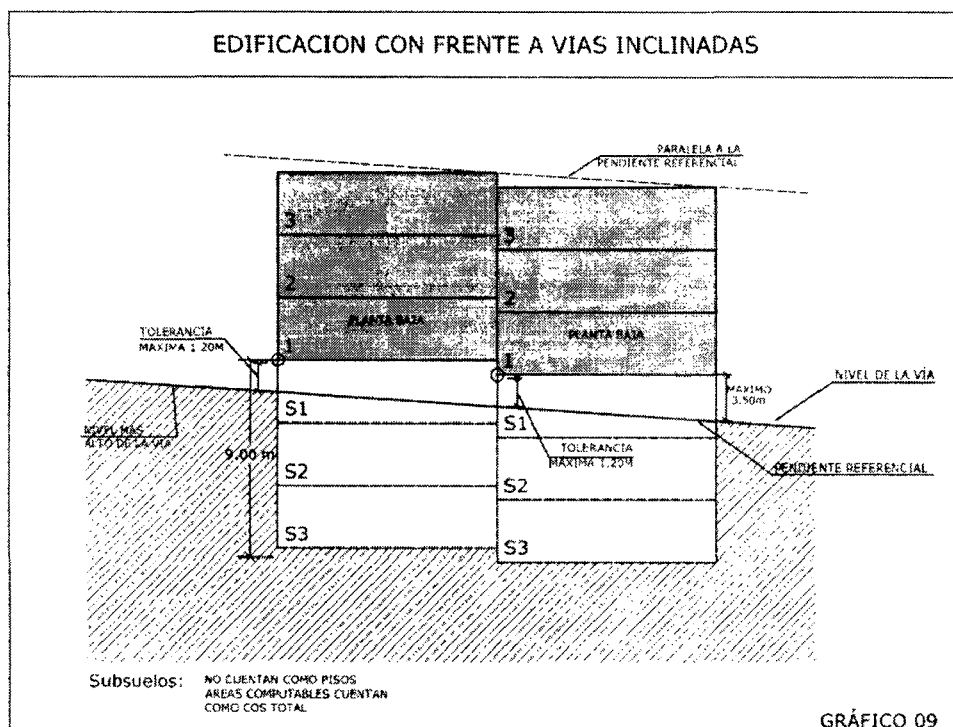 EDIFICACION CON FRENTE A VIAS INCLINADAS
PARALELA A LA
PENDIENTE REFERENCIAL
3
3
2
2
PLANTA BAJA
PLANTA BAJA
TOLERANCIA
MAXIMA 1.20M
1
1
NIVEL DE LA VÍA
MAXIMO
3.50m
S1
S1
NIVEL MAS
ALTO DE LA VIA
9.00 m
TOLERANCIA
MAXIMA 1.20M
PENDIENTE REFERENCIAL
S2
S2
S3
S3
Subsuelos:
NO CUENTAN COMO PISOS
AREAS COMPUTABLES CUENTAN
COMO COS TOTAL
GRÁFICO 09